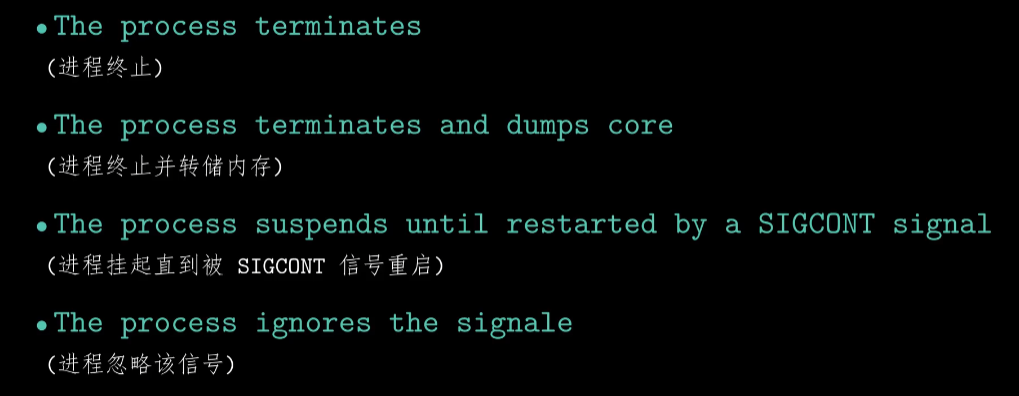 •The process terminates
(进程终止)
•The process terminates and dumps core
(进程终止并转储内存)
•The process suspends until restarted by a SIGCONT signal
(进程挂起直到被 SIGCONT 信号重启)
•The process ignores the signale
(进程忽略该信号)